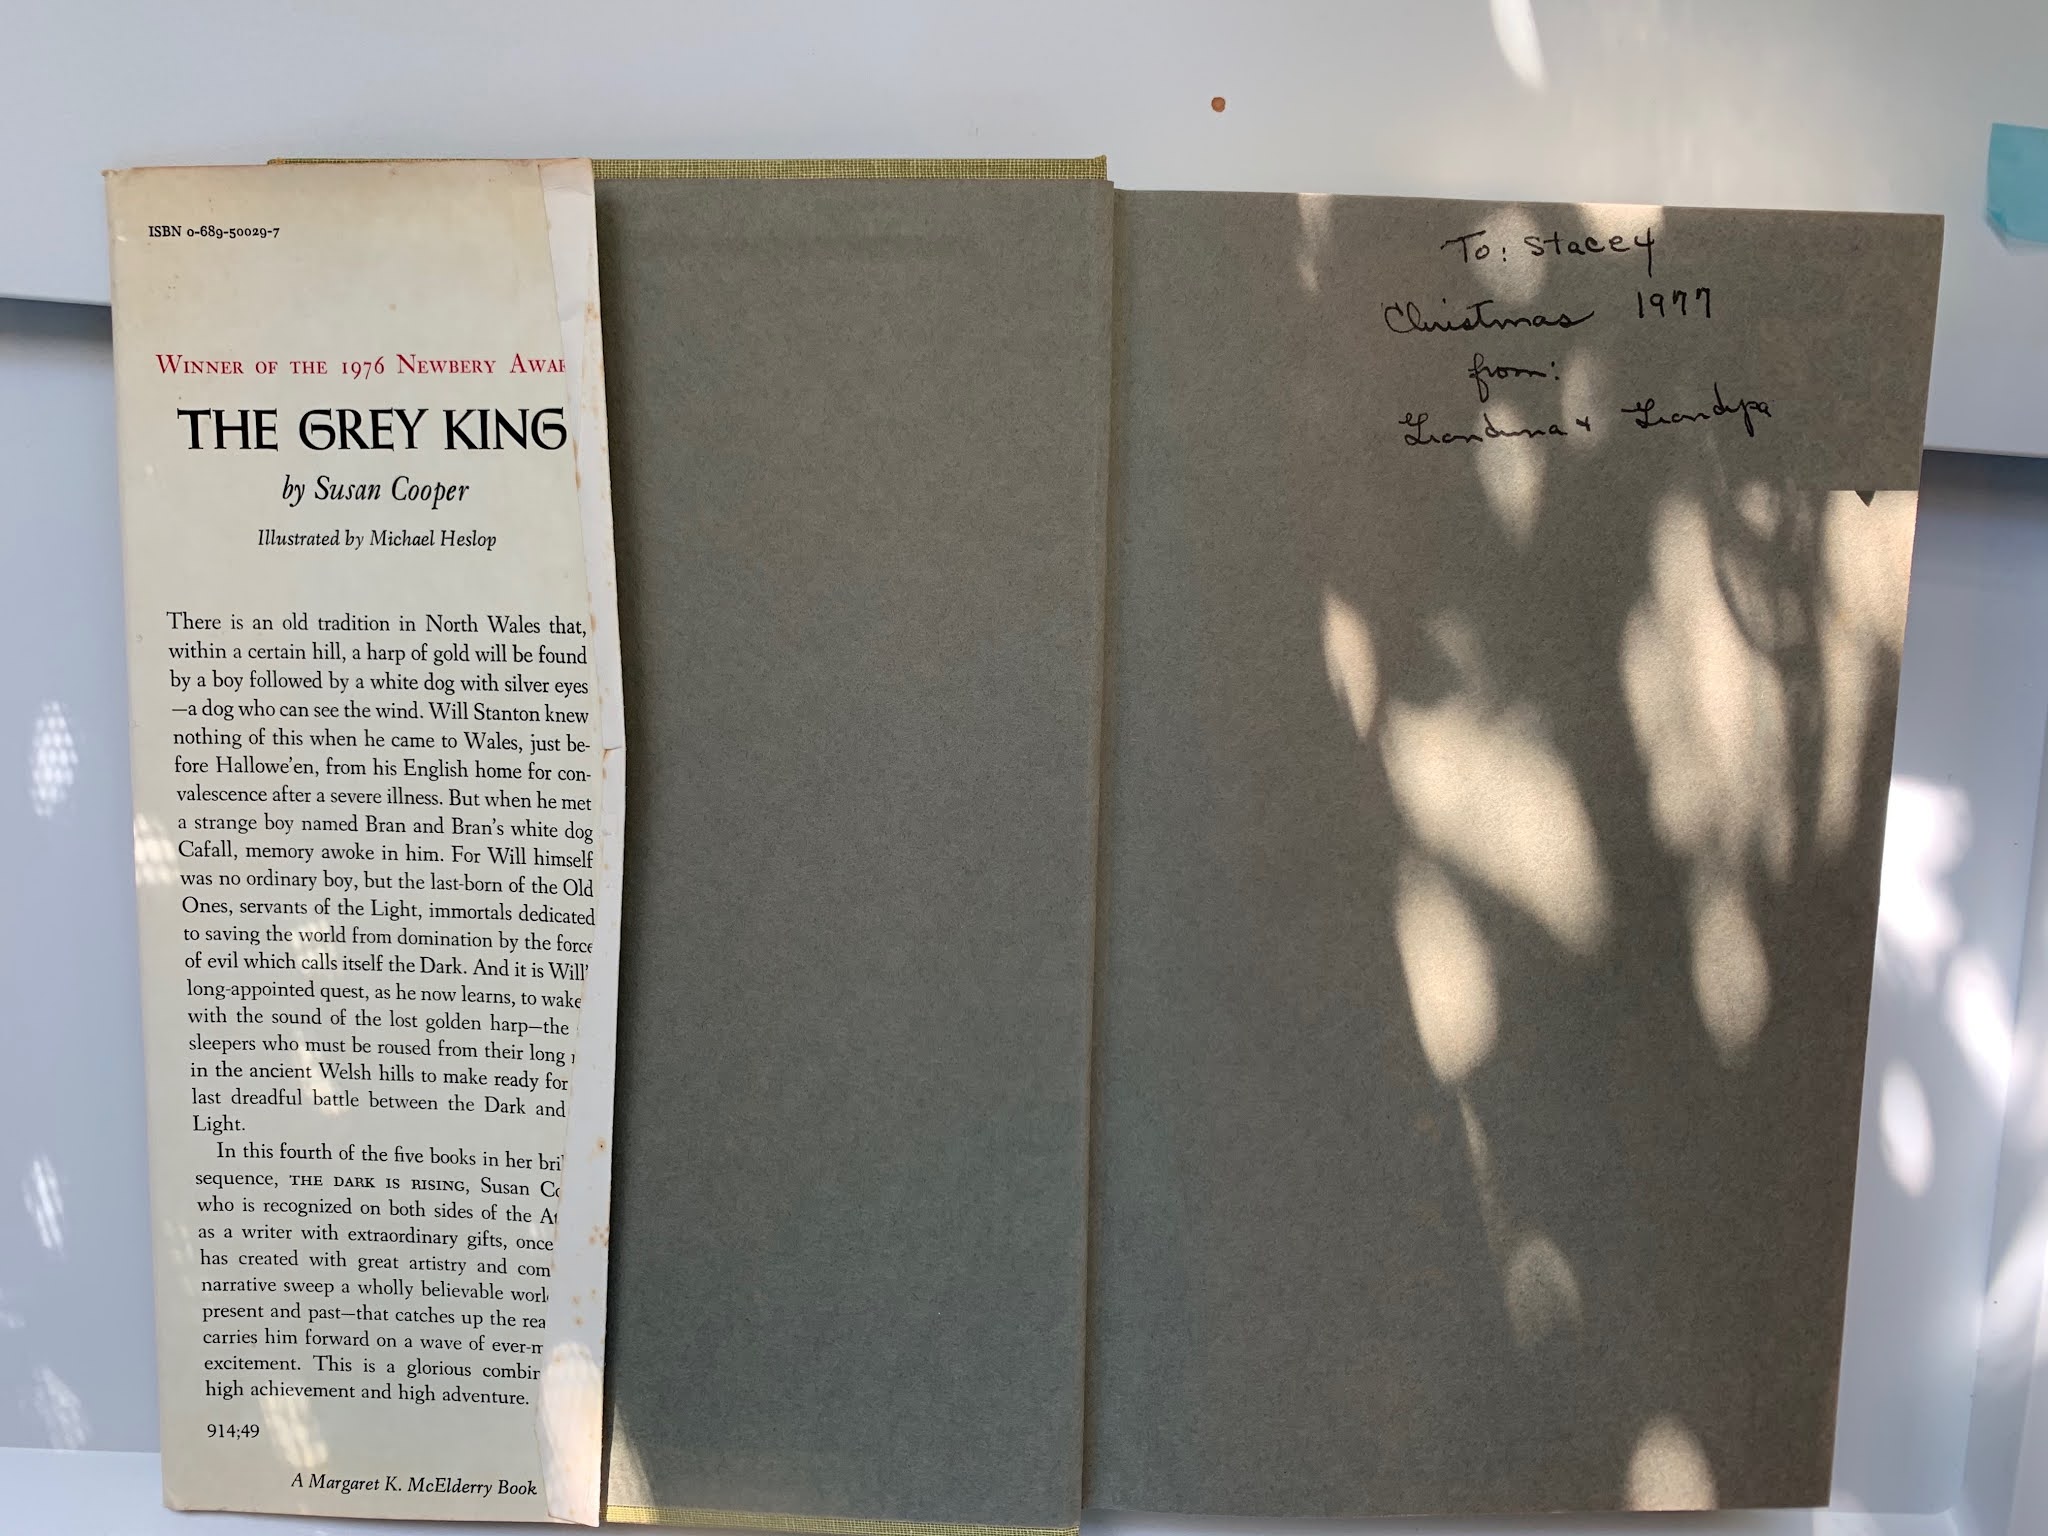 ISBN 0-689-50029-7
WINNER OF THE 1976 NEWBERY
THE GREY KING
by Susan Cooper
Illustrated by Michael Heslop
There is an old tradition in North Wales that,
within a certain hill, a harp of gold will be found
by a boy followed by a white dog with silver eyes
—a dog who can see the wind. Will Stanton knew
nothing of this when he came to Wales, just be-
fore Hallowe'en, from his English home for con-
valescence after a severe illness. But when he met
a strange boy named Bran and Bran's white dog
Cafall, memory awoke in him. For Will himself
was no ordinary boy, but the last-born of the Old
Ones, servants of the Light, immortals dedicated
to saving the world from domination by the force
of evil which calls itself the Dark. And it is Will'
long-appointed quest, as he now learns, to wake
with the sound of the lost golden harp—the
sleepers who must be roused from their long
in the ancient Welsh hills to make ready for
last dreadful battle between the Dark and
Light.
In this fourth of the five books in her
sequence, THE DARK IS RISING, Susan
who is recognized on both sides of the
as a writer with extraordinary gifts, once
has created with great artistry and
narrative sweep a wholly believable
present and past—that catches up the
carries him forward on a wave of
excitement. This is a glorious
high achievement and high adventure.
914;49
A Margaret K. McElderry Book
To: Stacey
Christmas 1977
from:
Grandma & Grandpa